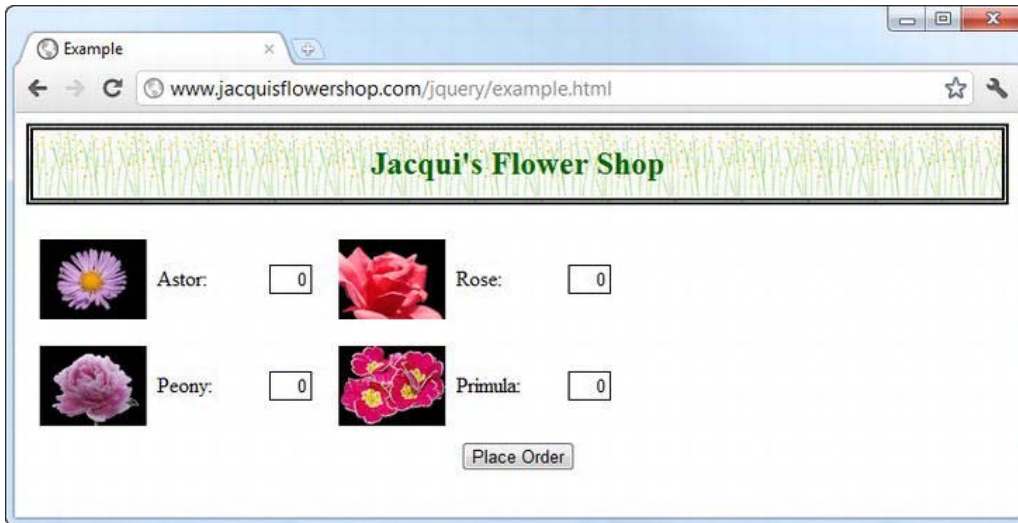 Example
www.jacquisflowershop.com/jquery/example.html
Jacqui's Flower Shop
Astor: 0 Rose: 0
Peony: 0 Primula: 0
Place Order